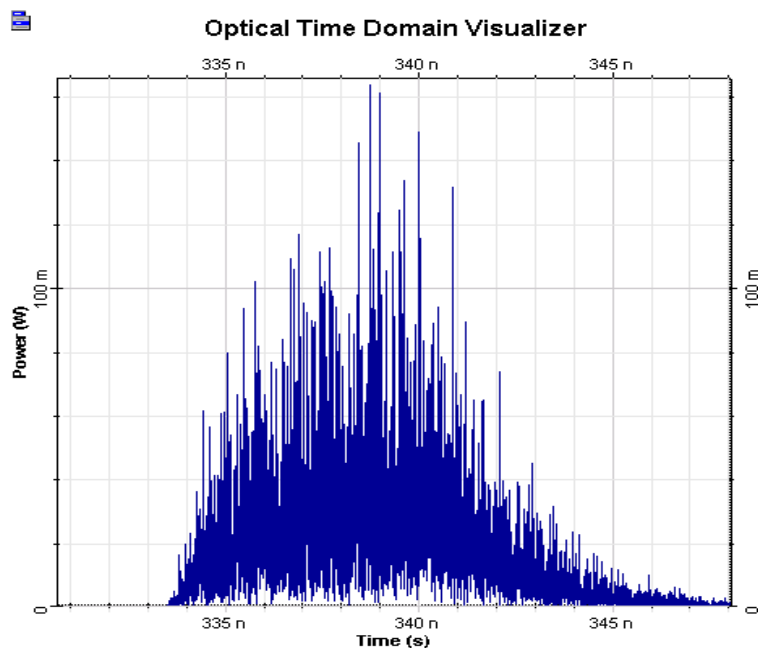 Optical Time Domain Visualizer
335 n 340 n 345 n
100 m 100 m
Power (W)
0 0
335 n 340 n 345 n
Time (s)